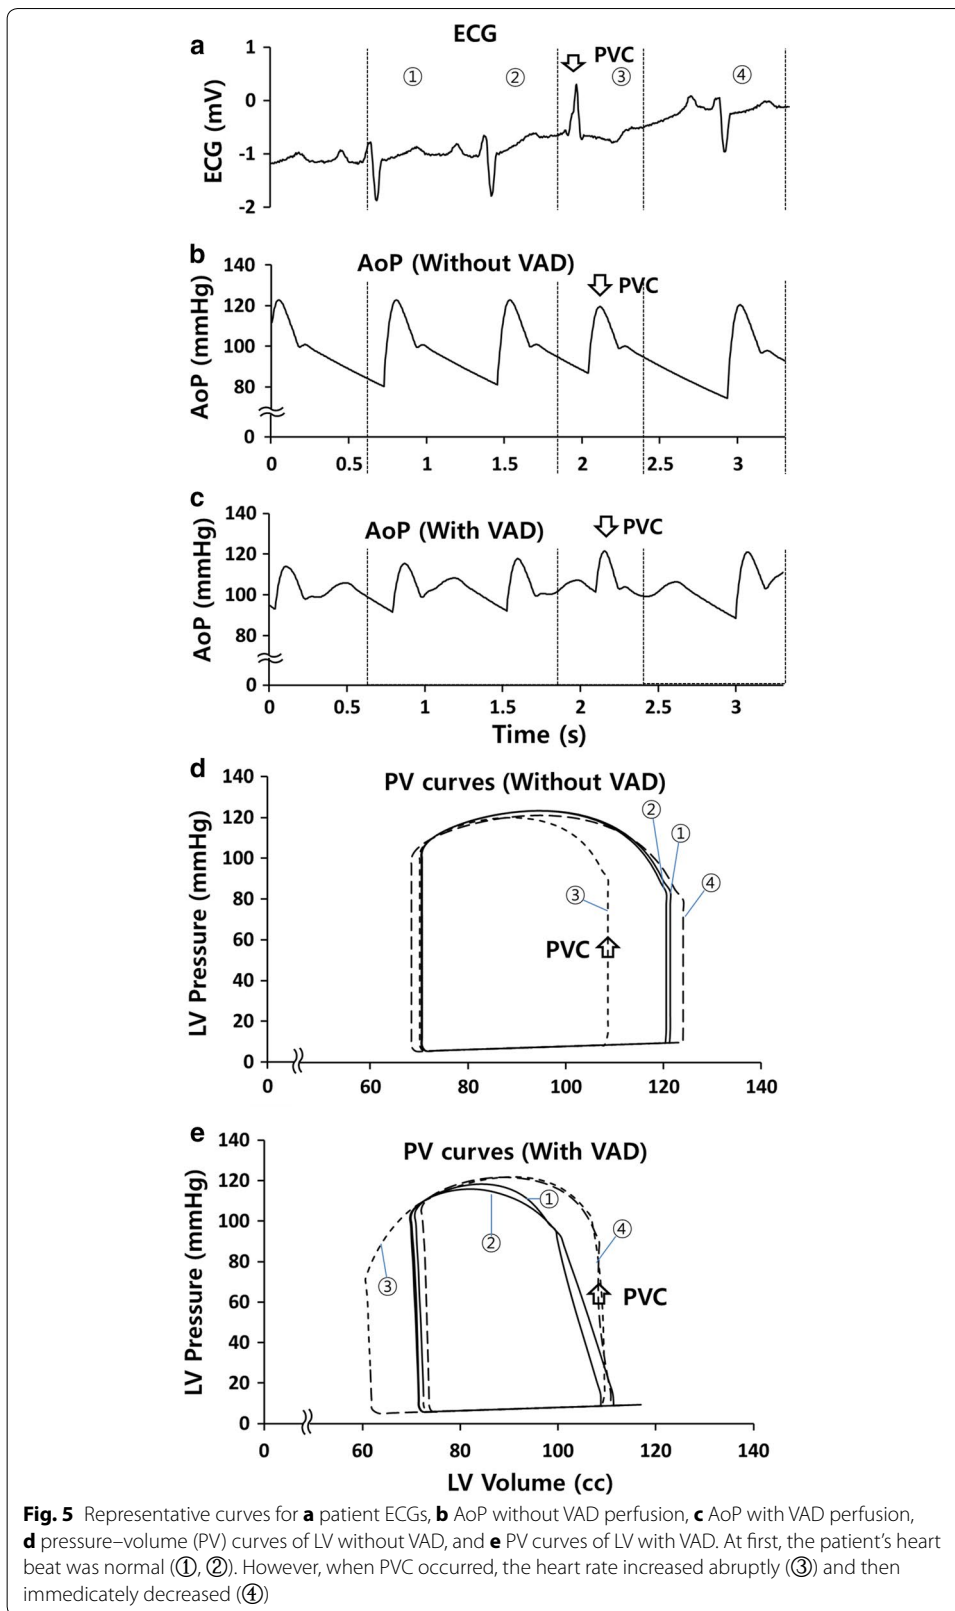 a
ECG
PVC
① ② ③ ④
ECG (mV)
1
0
-1
-2
b
AoP (Without VAD)
PVC
AoP (mmHg)
140
120
100
80
0
0 0.5 1 1.5 2 2.5 3
c
AoP (With VAD)
PVC
AoP (mmHg)
140
120
100
80
0
0 0.5 1 1.5 2 2.5 3
Time (s)
d
PV curves (Without VAD)
LV Pressure (mmHg)
140
120
100
80
60
40
20
0
②
①
④
③
PVC
0 60 80 100 120 140
e
PV curves (With VAD)
LV Pressure (mmHg)
140
120
100
80
60
40
20
0
①
②
④
③
PVC
0 60 80 100 120 140
LV Volume (cc)
Fig. 5 Representative curves for a patient ECGs, b AoP without VAD perfusion, c AoP with VAD perfusion,
d pressure–volume (PV) curves of LV without VAD, and e PV curves of LV with VAD. At first, the patient's heart
beat was normal (①, ②). However, when PVC occurred, the heart rate increased abruptly (③) and then
immedicately decreased (④)